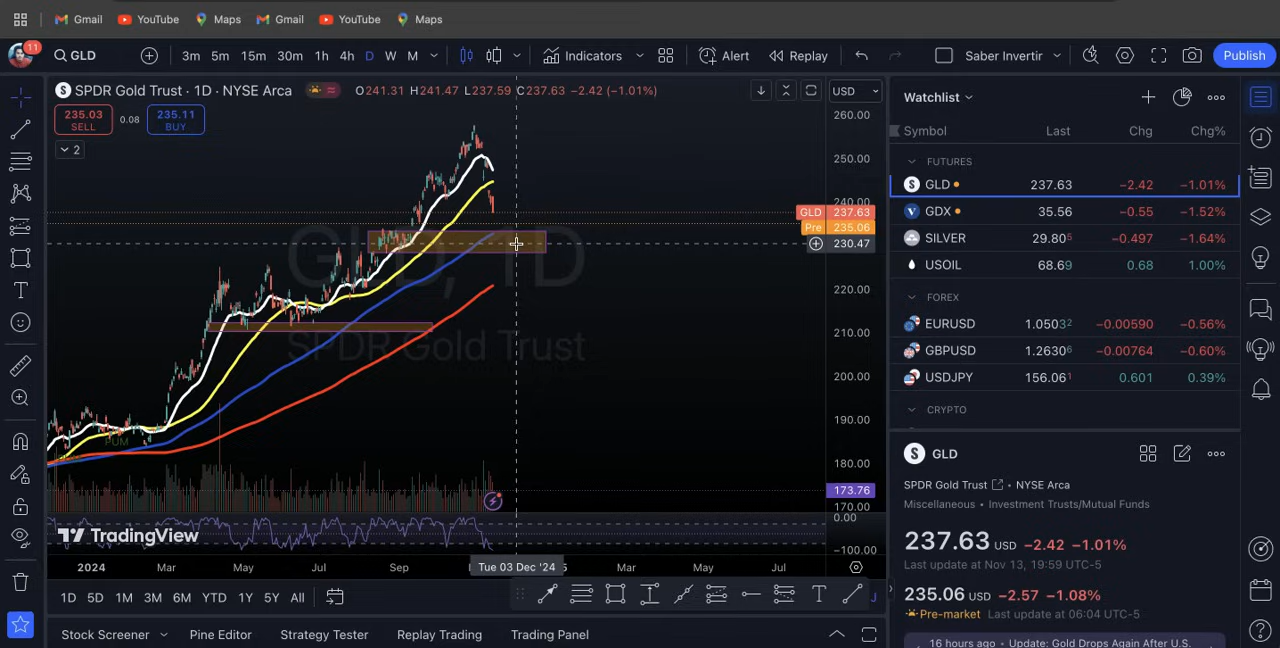 Gmail YouTube Maps Gmail YouTube Maps
11 GLD 3m 5m 15m 30m 1h 4h D W M Indicators Alert Replay Saber Invertir Publish
SPDR Gold Trust · 1D · NYSE Arca O241.31 H241.47 L237.59 C237.63 −2.42 (−1.01%) USD
235.03 SELL 0.08 235.11 BUY
2
260.00
250.00
240.00
GLD 237.63
Pre 235.06
230.47
220.00
210.00
200.00
190.00
180.00
173.76
170.00
0.00
−100.00
GLD, 1D
SPDR Gold Trust
PUM
TradingView
2024 Mar May Jul Sep Tue 03 Dec '24 Mar May Jul
1D 5D 1M 3M 6M YTD 1Y 5Y All
Stock Screener Pine Editor Strategy Tester Replay Trading Trading Panel
Watchlist
Symbol Last Chg Chg%
FUTURES
S GLD 237.63 −2.42 −1.01%
V GDX 35.56 −0.55 −1.52%
SILVER 29.805 −0.497 −1.64%
USOIL 68.69 0.68 1.00%
FOREX
EURUSD 1.05032 −0.00590 −0.56%
GBPUSD 1.26306 −0.00764 −0.60%
USDJPY 156.061 0.601 0.39%
CRYPTO
S GLD
SPDR Gold Trust • NYSE Arca
Miscellaneous • Investment Trusts/Mutual Funds
237.63 USD −2.42 −1.01%
Last update at Nov 13, 19:59 UTC-5
235.06 USD −2.57 −1.08%
Pre-market Last update at 06:04 UTC-5
16 hours ago • Update: Gold Drops Again After U.S.